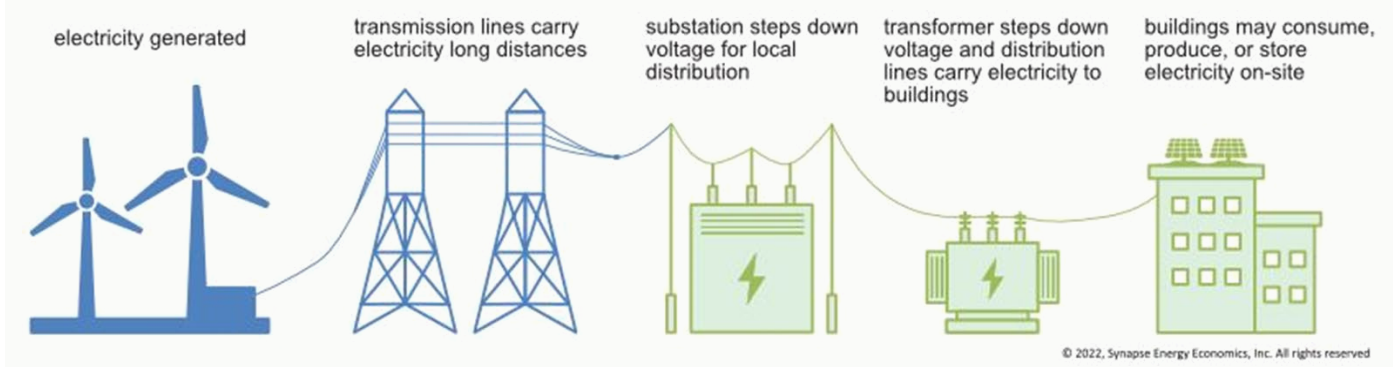 electricity generated
transmission lines carry
electricity long distances
substation steps down
voltage for local
distribution
transformer steps down
voltage and distribution
lines carry electricity to
buildings
buildings may consume,
produce, or store
electricity on-site
© 2022, Synapse Energy Economics, Inc. All rights reserved